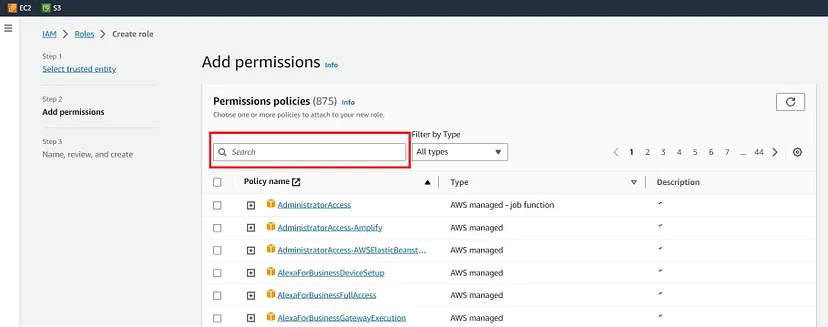 EC2 S3
IAM > Roles > Create role
Step 1
Select trusted entity
Step 2
Add permissions
Step 3
Name, review, and create
Add permissions Info
Permissions policies (875) Info
Choose one or more policies to attach to your new role.
Filter by Type
Search
All types
1 2 3 4 5 6 7 ... 44
Policy name Type Description
AdministratorAccess AWS managed - job function
AdministratorAccess-Amplify AWS managed
AdministratorAccess-AWSElasticBeanst... AWS managed
AlexaForBusinessDeviceSetup AWS managed
AlexaForBusinessFullAccess AWS managed
AlexaForBusinessGatewayExecution AWS managed